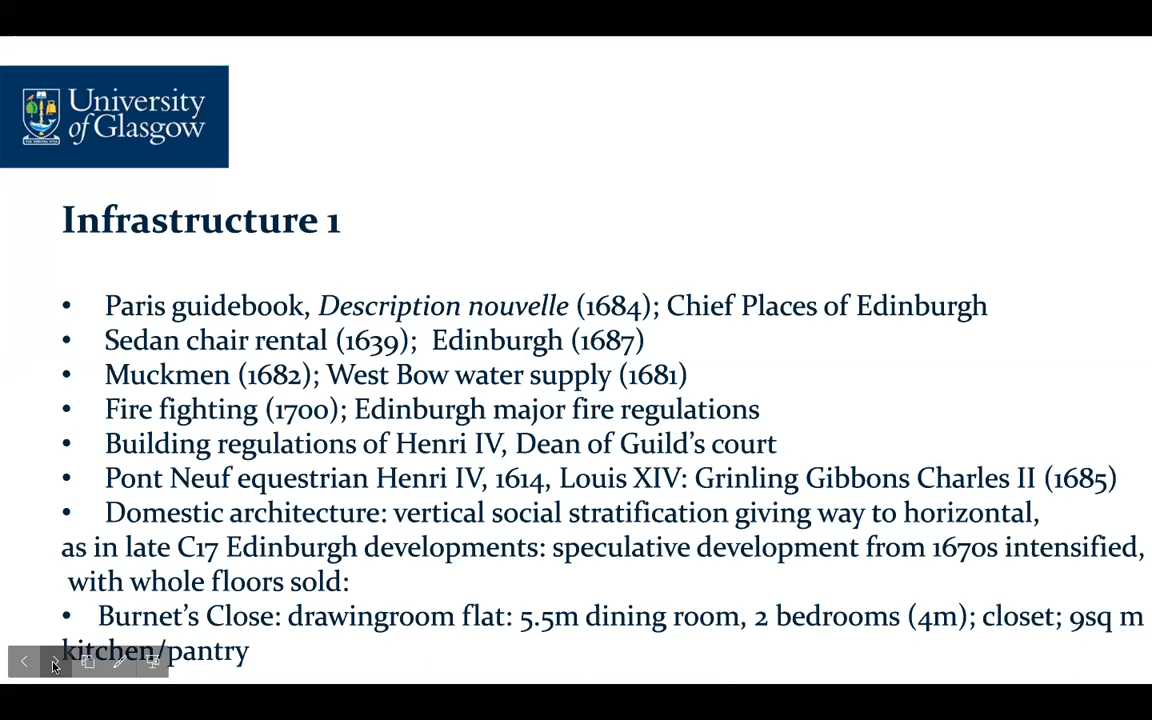 University
of Glasgow
Infrastructure 1
• Paris guidebook, Description nouvelle (1684); Chief Places of Edinburgh
• Sedan chair rental (1639);  Edinburgh (1687)
• Muckmen (1682); West Bow water supply (1681)
• Fire fighting (1700); Edinburgh major fire regulations
• Building regulations of Henri IV, Dean of Guild’s court
• Pont Neuf equestrian Henri IV, 1614, Louis XIV: Grinling Gibbons Charles II (1685)
• Domestic architecture: vertical social stratification giving way to horizontal,
as in late C17 Edinburgh developments: speculative development from 1670s intensified,
with whole floors sold:
• Burnet’s Close: drawingroom flat: 5.5m dining room, 2 bedrooms (4m); closet; 9sq m
kitchen/pantry